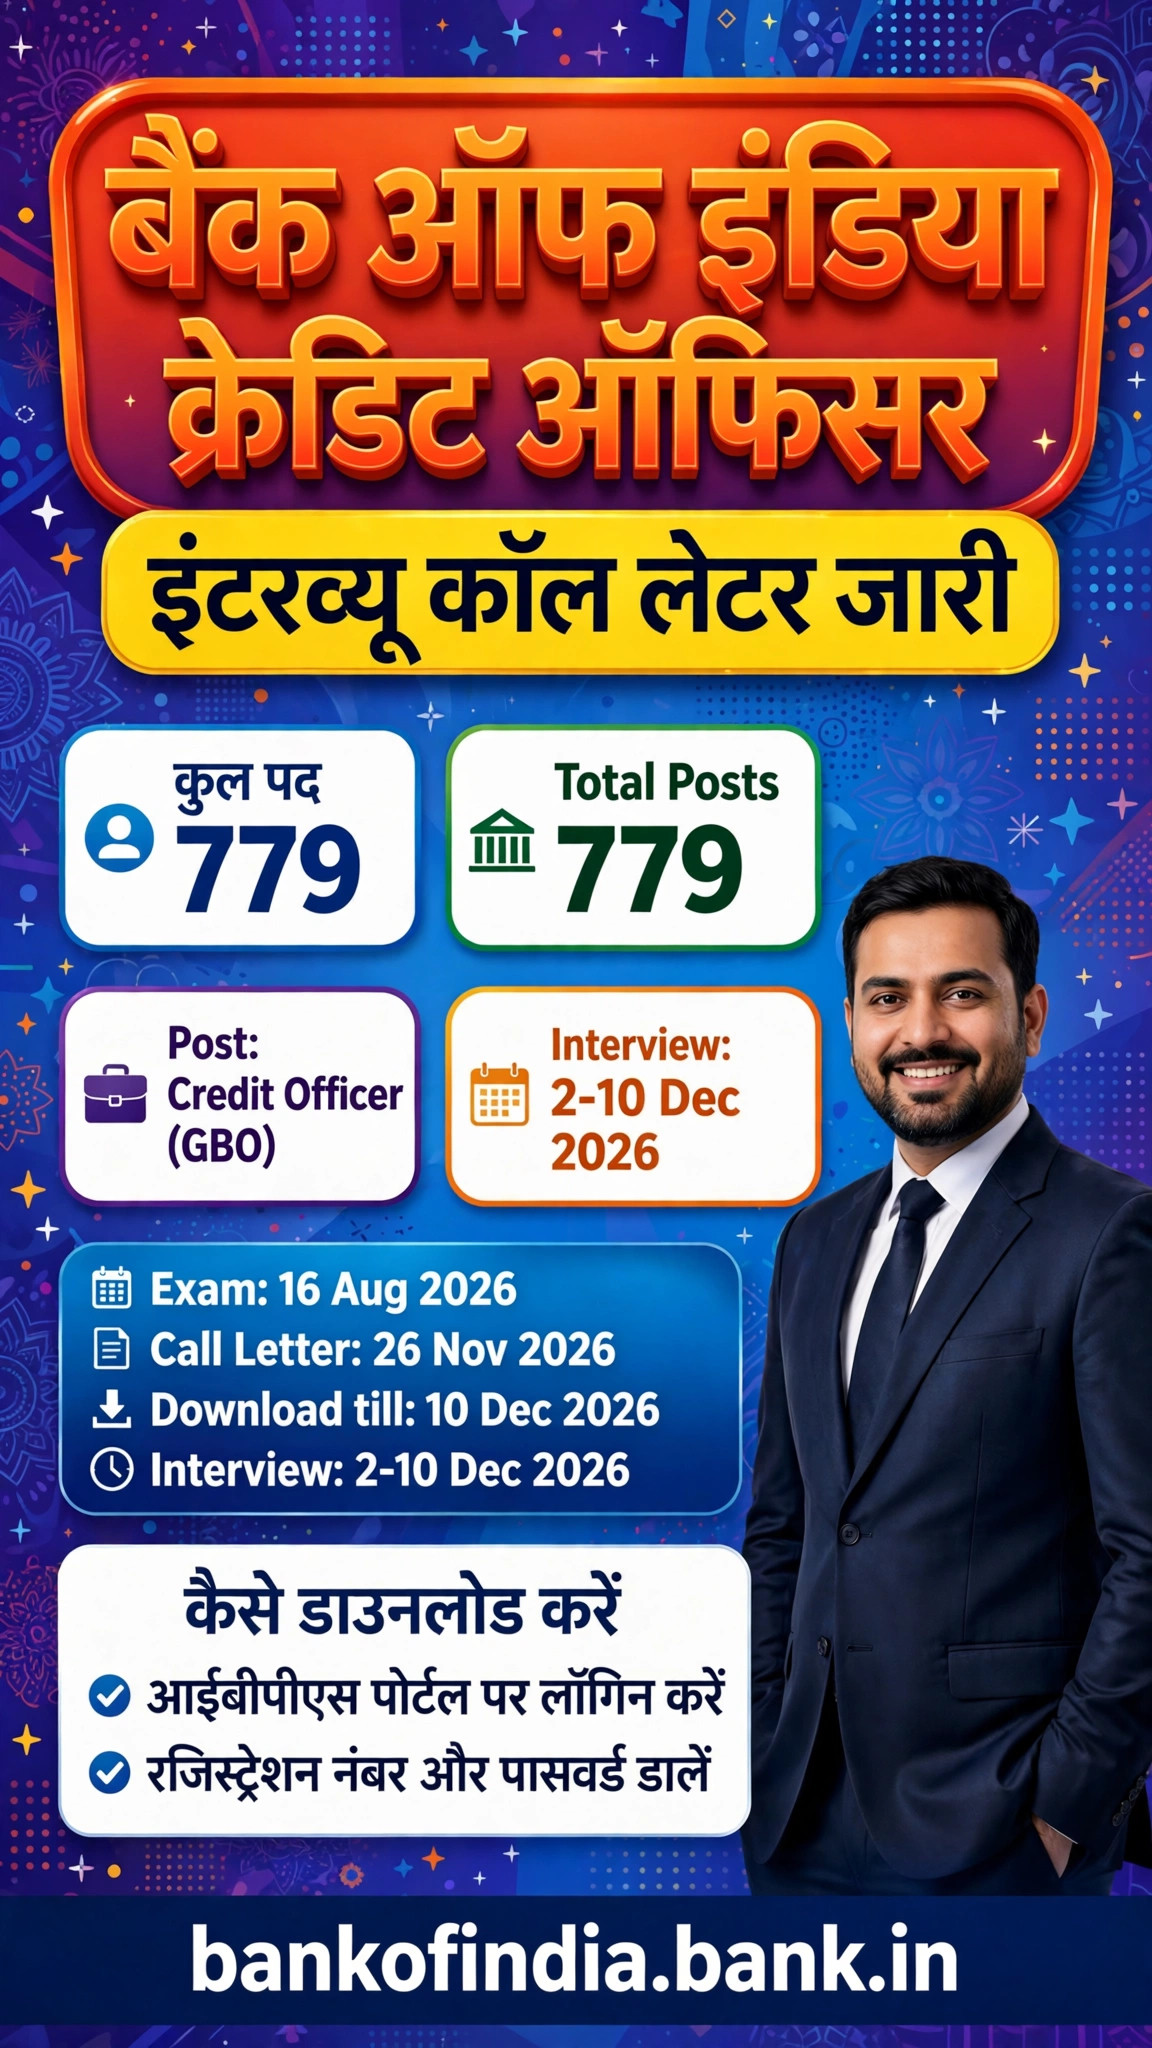 बैंक ऑफ इंडिया
क्रेडिट ऑफिसर
इंटरव्यू कॉल लेटर जारी
कुल पद
779
Total Posts
779
Post:
Credit Officer
(GBO)
Interview:
2-10 Dec
2026
Exam: 16 Aug 2026
Call Letter: 26 Nov 2026
Download till: 10 Dec 2026
Interview: 2-10 Dec 2026
कैसे डाउनलोड करें
आईबीपीएस पोर्टल पर लॉगिन करें
रजिस्ट्रेशन नंबर और पासवर्ड डालें
bankofindia.bank.in